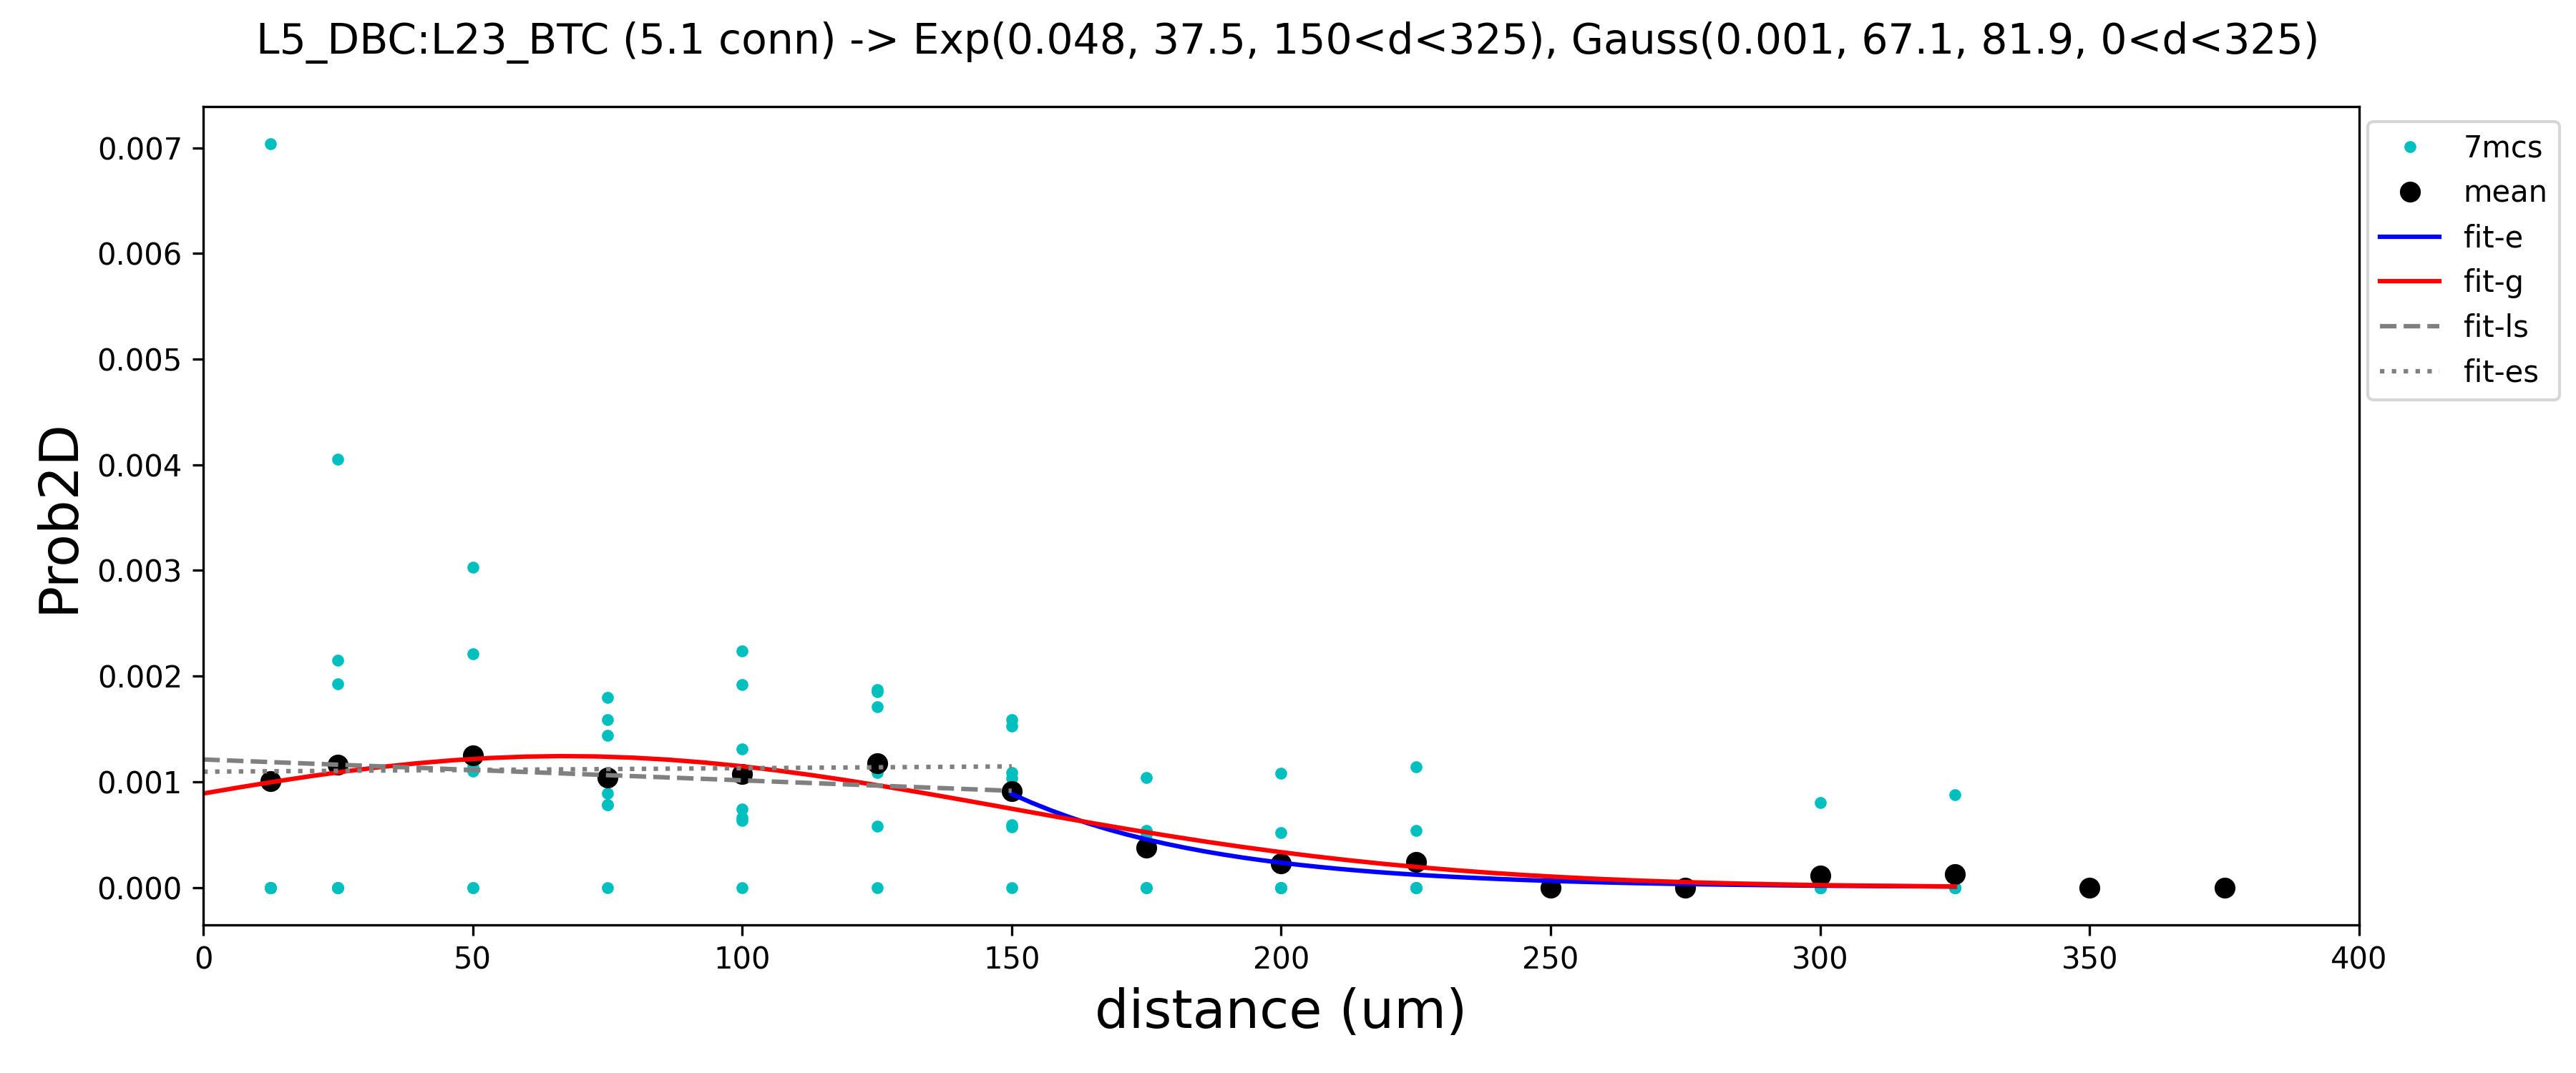 L5_DBC:L23_BTC (5.1 conn) -> Exp(0.048, 37.5, 150<d<325), Gauss(0.001, 67.1, 81.9, 0<d<325)
0.007
0.006
0.005
0.004
0.003
0.002
0.001
0.000
Prob2D
0 50 100 150 200 250 300 350 400
distance (um)
7mcs
mean
fit-e
fit-g
fit-ls
fit-es